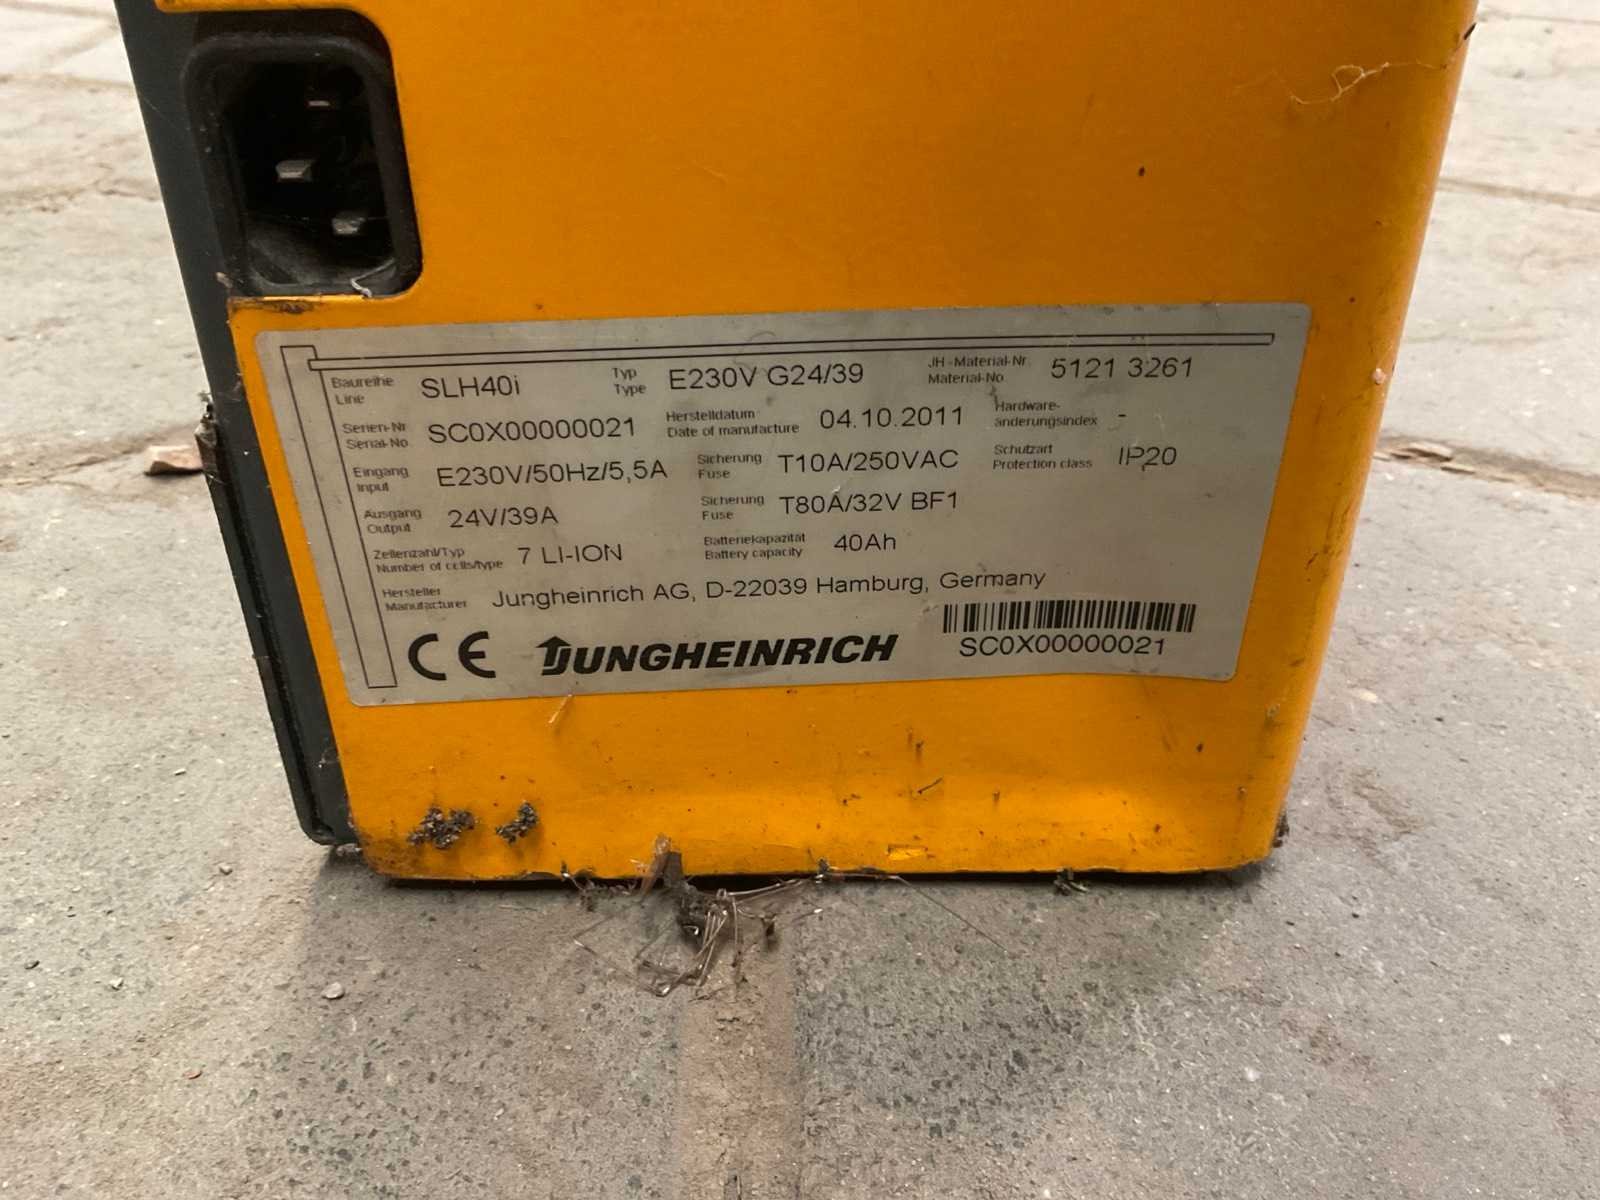 Baureihe Line SLH40i Typ Type E230V G24/39 JH-Material-Nr. Material-No 5121 3261
Serien-Nr Serial-No SC0X00000021 Herstelldatum Date of manufacture 04.10.2011 Hardware-änderungsindex -
Eingang Input E230V/50Hz/5,5A Sicherung Fuse T10A/250VAC Schutzart Protection class IP20
Ausgang Output 24V/39A Sicherung Fuse T80A/32V BF1
Zellenzahl/Typ Number of cells/type 7 LI-ION Batteriekapazität Battery capacity 40Ah
Hersteller Manufacturer Jungheinrich AG, D-22039 Hamburg, Germany
CE JUNGHEINRICH SC0X00000021